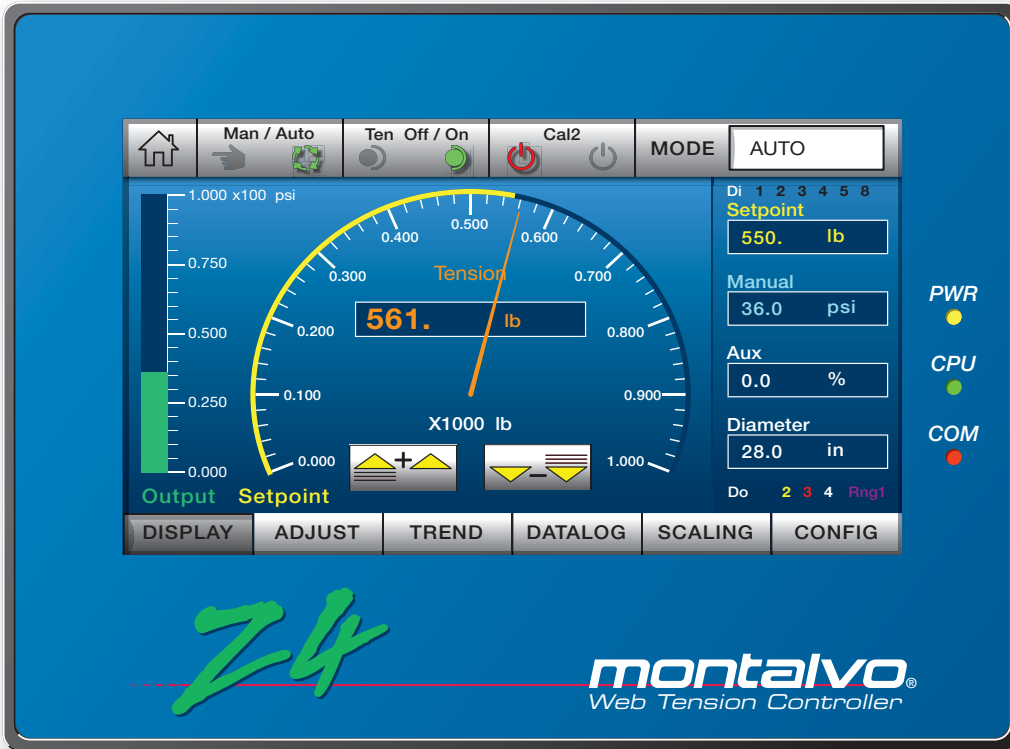 Man / Auto Ten Off / On Cal2 MODE AUTO
1.000 x100 psi
0.750
0.500
0.250
0.000
Output Setpoint
0.000
0.100
0.200
0.300
0.400
0.500
0.600
0.700
0.800
0.900
1.000
Tension
561. lb
X1000 lb
+
-
Di 1 2 3 4 5 8
Setpoint
550. lb
Manual
36.0 psi
Aux
0.0 %
Diameter
28.0 in
Do 2 3 4 Rng1
DISPLAY ADJUST TREND DATALOG SCALING CONFIG
PWR
CPU
COM
Z4
montalvo®
Web Tension Controller